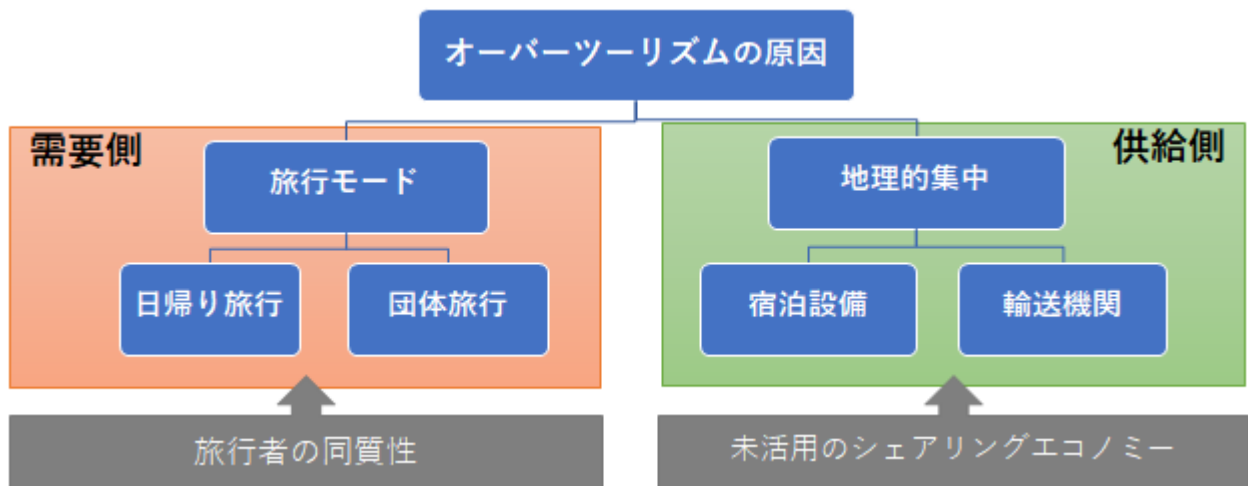 オーバーツーリズムの原因
需要側
旅行モード
日帰り旅行
団体旅行
旅行者の同質性
供給側
地理的集中
宿泊設備
輸送機関
未活用のシェアリングエコノミー